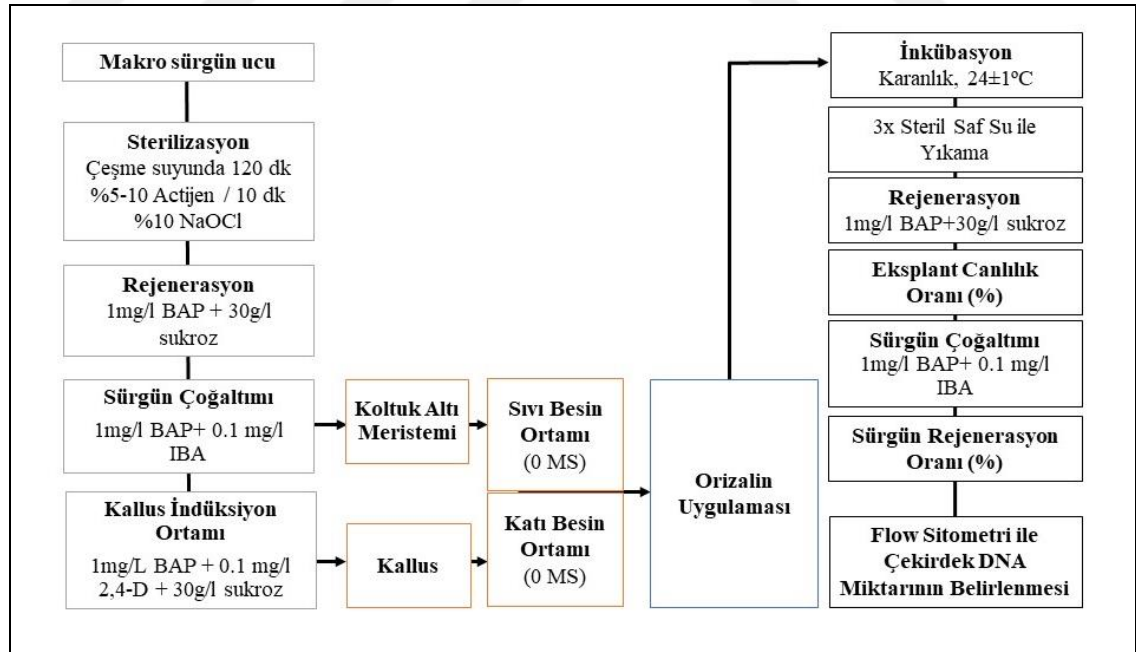 Makro sürgün ucu
Sterilizasyon
Çeşme suyunda 120 dk
%5-10 Actijen / 10 dk
%10 NaOCl
Rejenerasyon
1mg/l BAP + 30g/l
sukroz
Sürgün Çoğaltımı
1mg/l BAP+ 0.1 mg/l
IBA
Kallus İndüksiyon
Ortamı
1mg/L BAP + 0.1 mg/l
2,4-D + 30g/l sukroz
Koltuk Altı
Meristemi
Kallus
Sıvı Besin
Ortamı
(0 MS)
Katı Besin
Ortamı
(0 MS)
Orizalin
Uygulaması
İnkübasyon
Karanlık, 24±1ºC
3x Steril Saf Su ile
Yıkama
Rejenerasyon
1mg/l BAP+30g/l sukroz
Eksplant Canlılık
Oranı (%)
Sürgün Çoğaltımı
1mg/l BAP+ 0.1 mg/l
IBA
Sürgün Rejenerasyon
Oranı (%)
Flow Sitometri ile
Çekirdek DNA
Miktarının Belirlenmesi